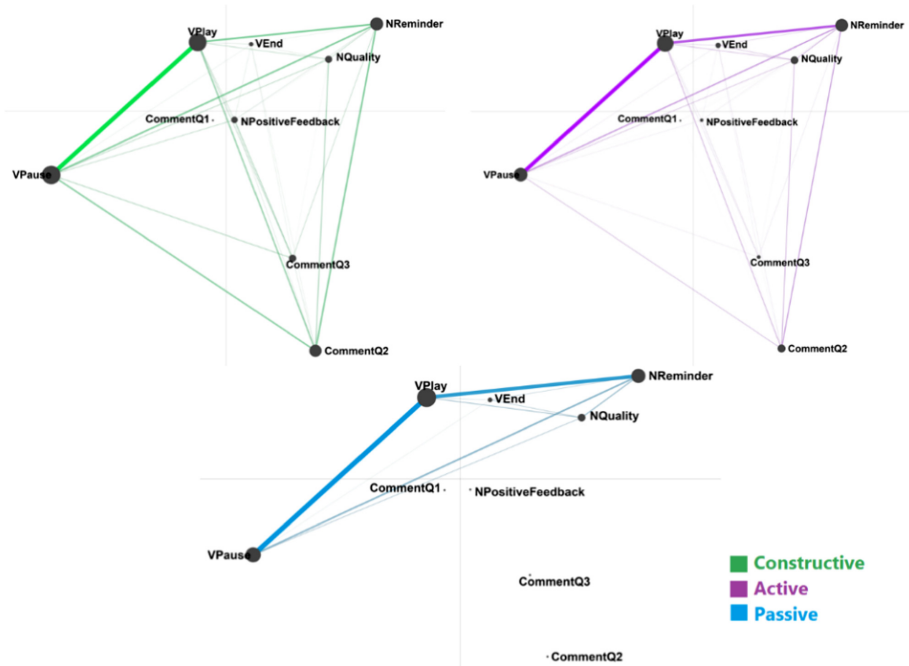 VPlay
VEnd
NReminder
NQuality
CommentQ1
NPositiveFeedback
VPause
CommentQ3
CommentQ2
VPlay
VEnd
NReminder
NQuality
CommentQ1
NPositiveFeedback
VPause
CommentQ3
CommentQ2
VPlay
VEnd
NReminder
NQuality
CommentQ1
NPositiveFeedback
VPause
CommentQ3
CommentQ2
Constructive
Active
Passive